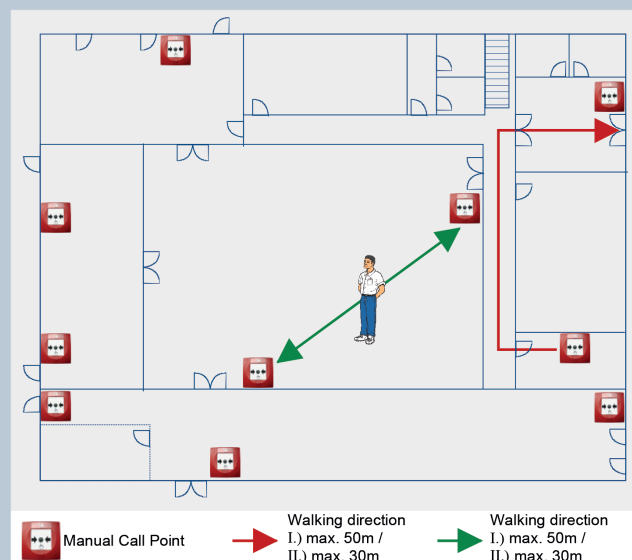 Manual Call Point
Walking direction
I.) max. 50m /
II.) max. 30m
Walking direction
I.) max. 50m /
II.) max. 30m